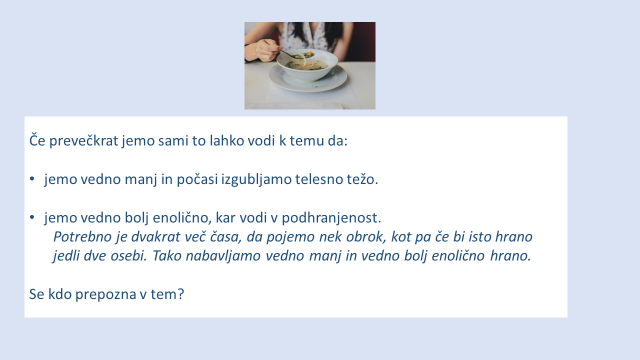 Če prevečkrat jemo sami to lahko vodi k temu da:
• jemo vedno manj in počasi izgubljamo telesno težo.
• jemo vedno bolj enolično, kar vodi v podhranjenost.
Potrebno je dvakrat več časa, da pojemo nek obrok, kot pa če bi isto hrano
jedli dve osebi. Tako nabavljamo vedno manj in vedno bolj enolično hrano.
Se kdo prepozna v tem?